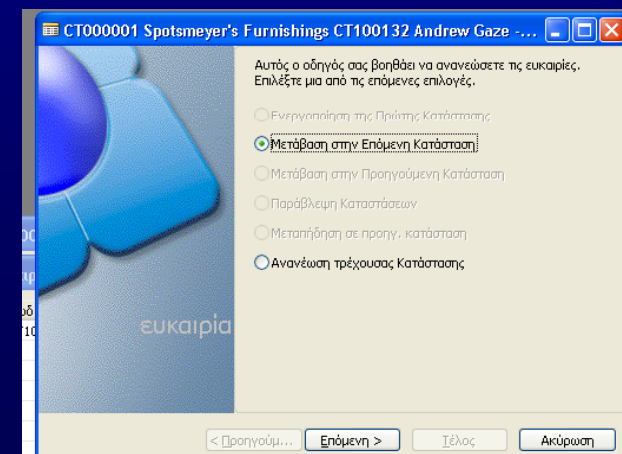 CT000001 Spotsmeyer's Furnishings CT100132 Andrew Gaze -...
Αυτός ο οδηγός σας βοηθάει να ανανεώσετε τις ευκαιρίες.
Επιλέξτε μια από τις επόμενες επιλογές.
Ενεργοποίηση της Πρώτης Κατάστασης
Μετάβαση στην Επόμενη Κατάσταση
Μετάβαση στην Προηγούμενη Κατάσταση
Παράβλεψη Καταστάσεων
Μεταπήδηση σε προηγ. κατάσταση
Ανανέωση τρέχουσας Κατάστασης
ευκαιρία
< Προηγούμ... Επόμενη > Τέλος Ακύρωση